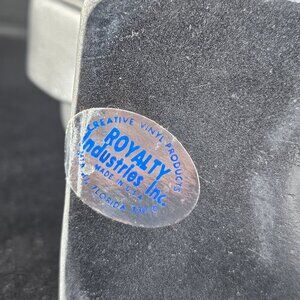 CREATIVE VINYL PRODUCTS
ROYALTY
Industries Inc.
MADE IN U.S.A.
FLORIDA